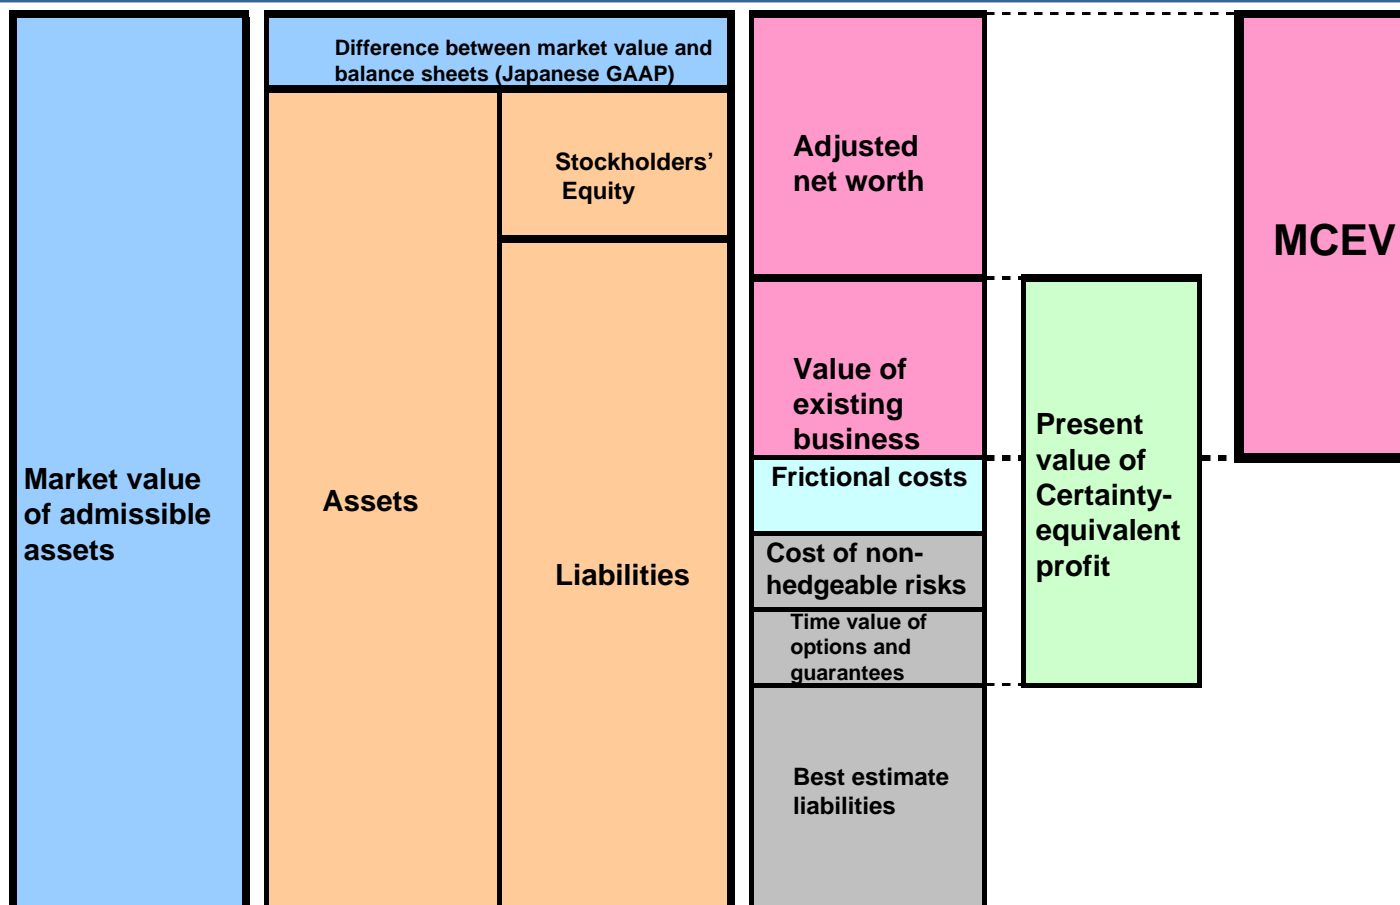 Difference between market value and
balance sheets (Japanese GAAP)
Market value
of admissible
assets
Assets
Stockholders’
Equity
Liabilities
Adjusted
net worth
Value of
existing
business
Frictional costs
Cost of non-
hedgeable risks
Time value of
options and
guarantees
Best estimate
liabilities
Present
value of
Certainty-
equivalent
profit
MCEV